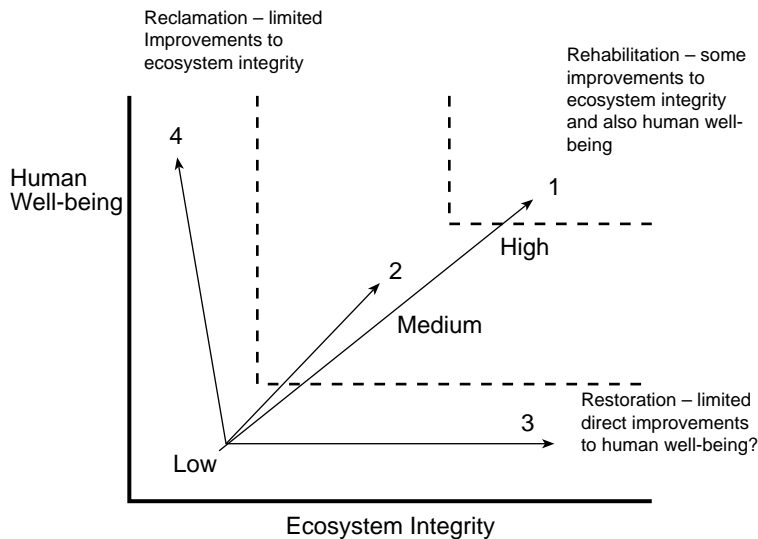 Reclamation – limited
Improvements to
ecosystem integrity
Rehabilitation – some
improvements to
ecosystem integrity
and also human well-
being
4
Human
Well-being
1
High
2
Medium
Restoration – limited
direct improvements
to human well-being?
3
Low
Ecosystem Integrity